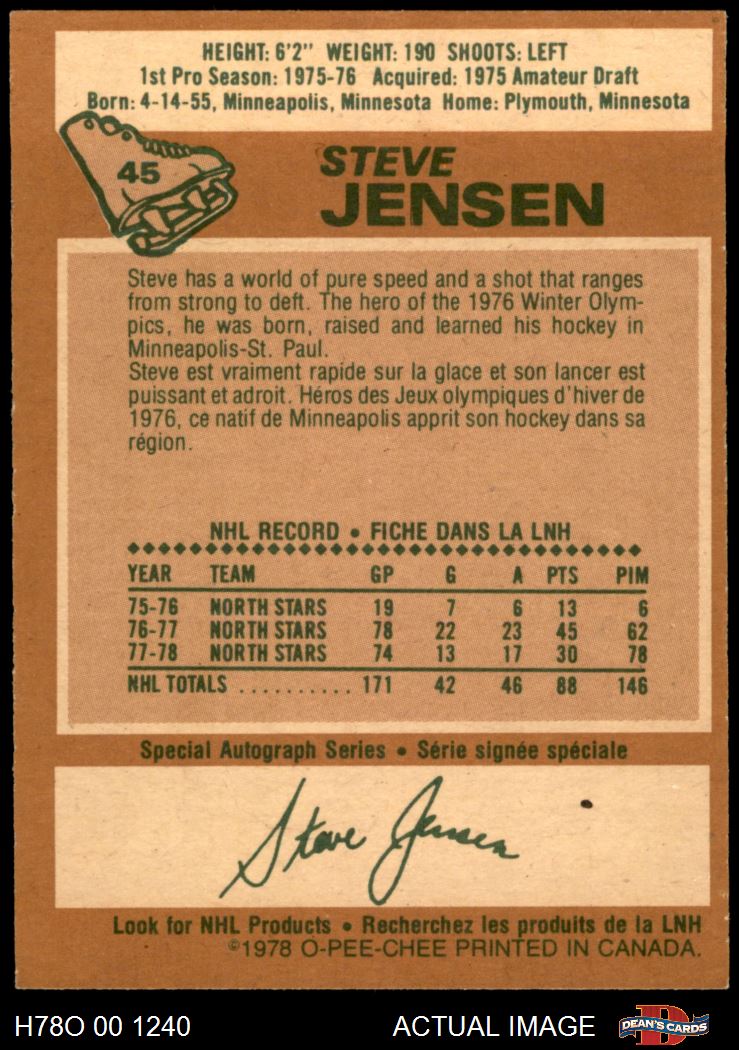 HEIGHT: 6'2" WEIGHT: 190 SHOOTS: LEFT
1st Pro Season: 1975-76 Acquired: 1975 Amateur Draft
Born: 4-14-55, Minneapolis, Minnesota Home: Plymouth, Minnesota
45
STEVE
JENSEN
Steve has a world of pure speed and a shot that ranges
from strong to deft. The hero of the 1976 Winter Olym-
pics, he was born, raised and learned his hockey in
Minneapolis-St. Paul.
Steve est vraiment rapide sur la glace et son lancer est
puissant et adroit. Héros des Jeux olympiques d'hiver de
1976, ce natif de Minneapolis apprit son hockey dans sa
région.
NHL RECORD • FICHE DANS LA LNH
YEAR TEAM GP G A PTS PIM
75-76 NORTH STARS 19 7 6 13 6
76-77 NORTH STARS 78 22 23 45 62
77-78 NORTH STARS 74 13 17 30 78
NHL TOTALS .......... 171 42 46 88 146
Special Autograph Series • Série signée spéciale
Steve Jensen
Look for NHL Products • Recherchez les produits de la LNH
©1978 O-PEE-CHEE PRINTED IN CANADA.
H78O 00 1240 ACTUAL IMAGE D DEAN'S CARDS